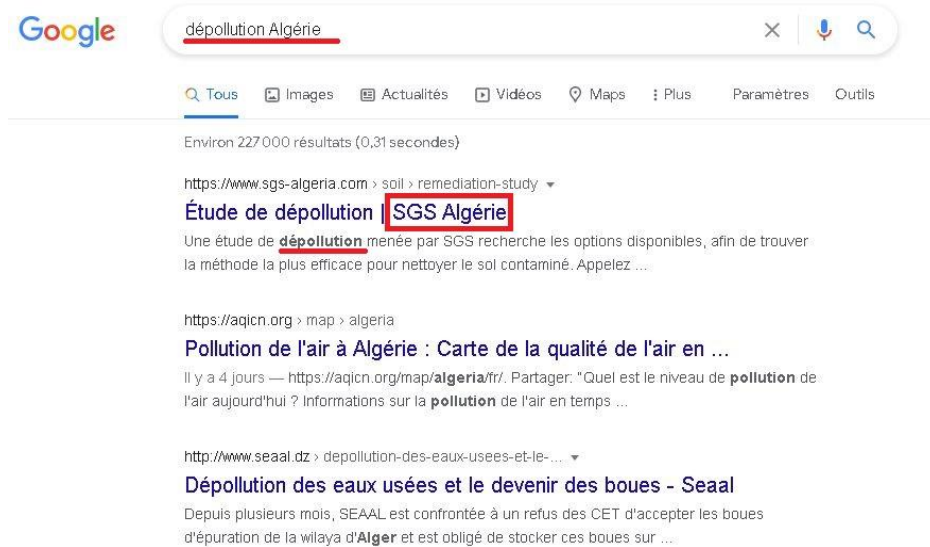 Google
dépollution Algérie
Tous Images Actualités Vidéos Maps Plus Paramètres Outils
Environ 227 000 résultats (0,31 secondes)
https://www.sgs-algeria.com › soil › remediation-study
Étude de dépollution | SGS Algérie
Une étude de dépollution menée par SGS recherche les options disponibles, afin de trouver
la méthode la plus efficace pour nettoyer le sol contaminé. Appelez ...
https://aqicn.org › map › algeria
Pollution de l'air à Algérie : Carte de la qualité de l'air en ...
Il y a 4 jours — https://aqicn.org/map/algeria/fr/. Partager: "Quel est le niveau de pollution de
l'air aujourd'hui ? Informations sur la pollution de l'air en temps ...
http://www.seaal.dz › depollution-des-eaux-usees-et-le-...
Dépollution des eaux usées et le devenir des boues - Seaal
Depuis plusieurs mois, SEAAL est confrontée à un refus des CET d'accepter les boues
d'épuration de la wilaya d'Alger et est obligé de stocker ces boues sur ...